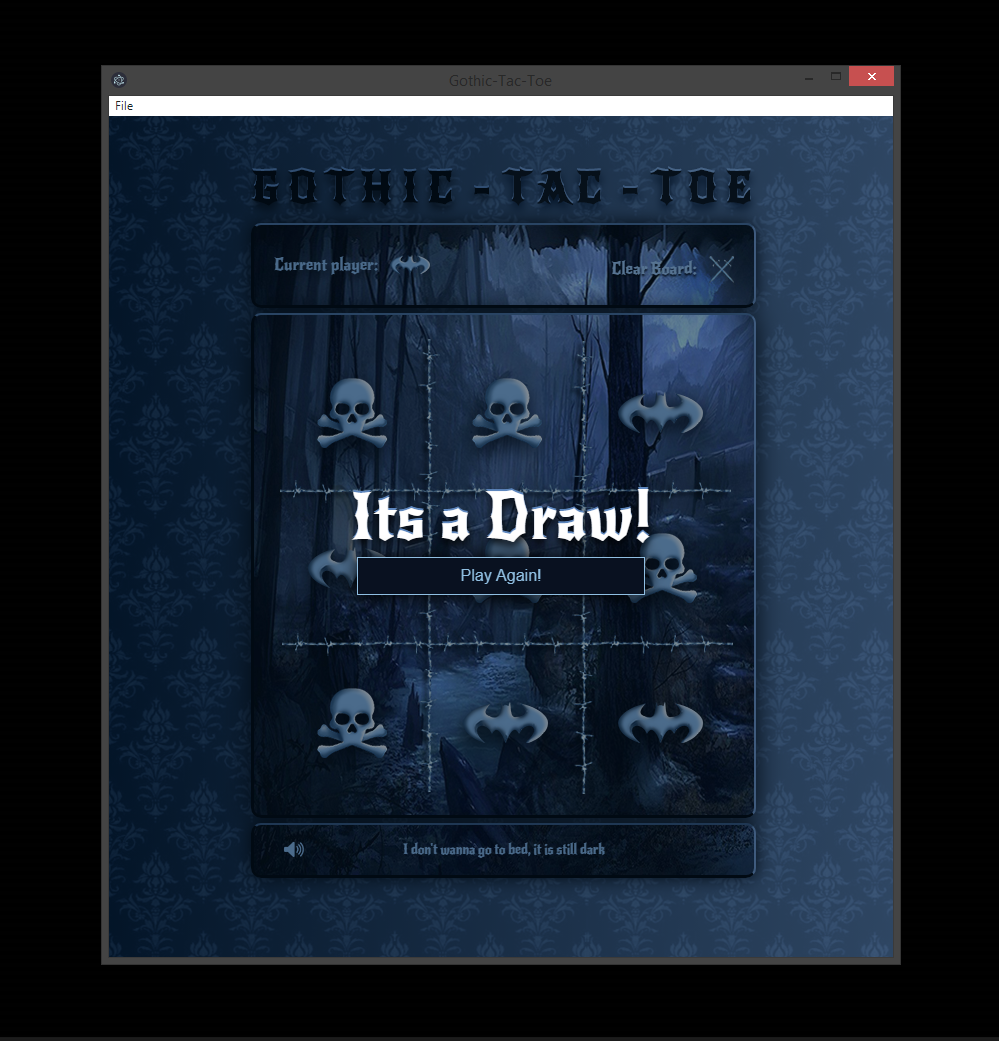 Gothic-Tac-Toe
File
GOTHIC - TAC - TOE
Current player:
Clear Board:
Its a Draw!
Play Again!
I don't wanna go to bed, it is still dark